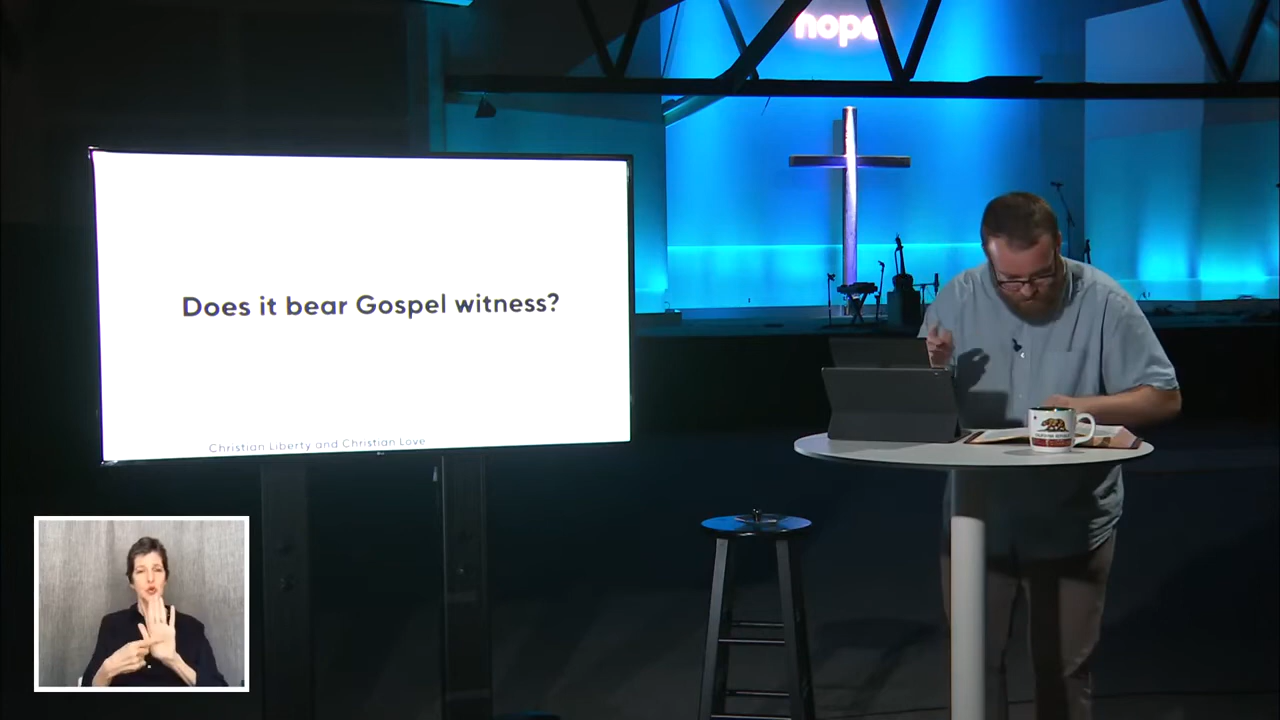 hope
Does it bear Gospel witness?
Christian Liberty and Christian Love